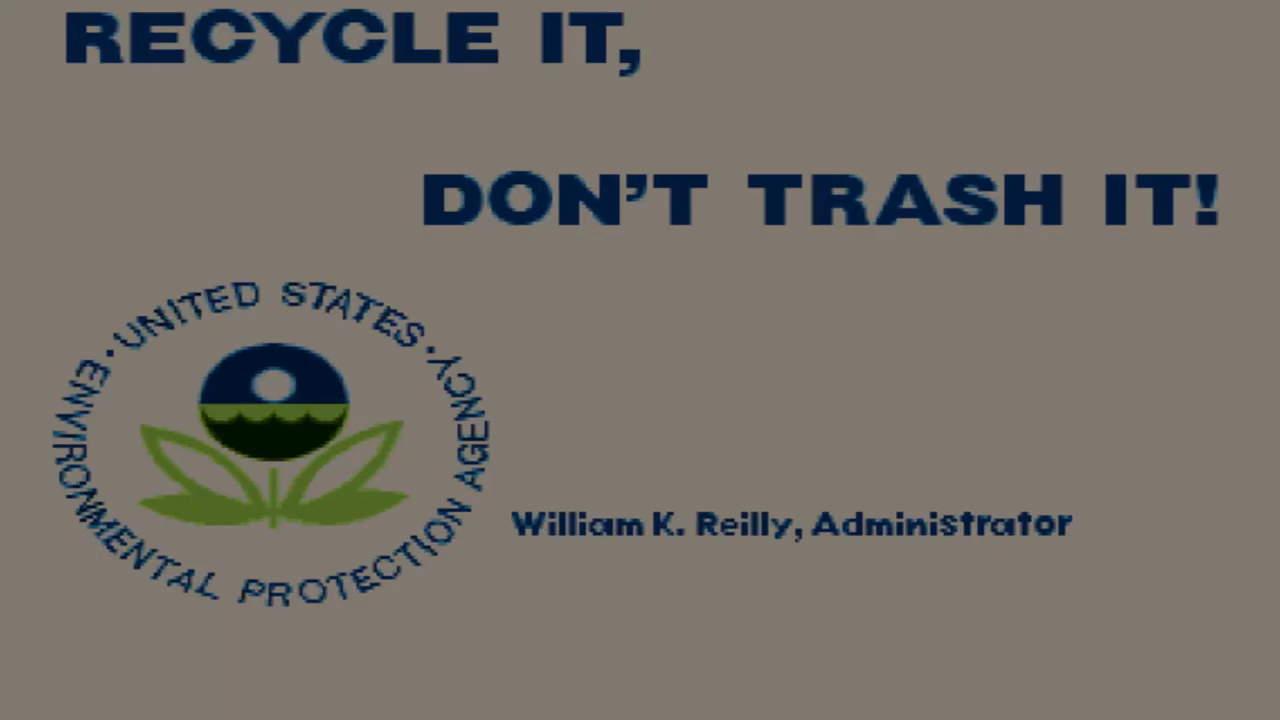 RECYCLE IT,
DON'T TRASH IT!
UNITED STATES · ENVIRONMENTAL PROTECTION AGENCY ·
William K. Reilly, Administrator